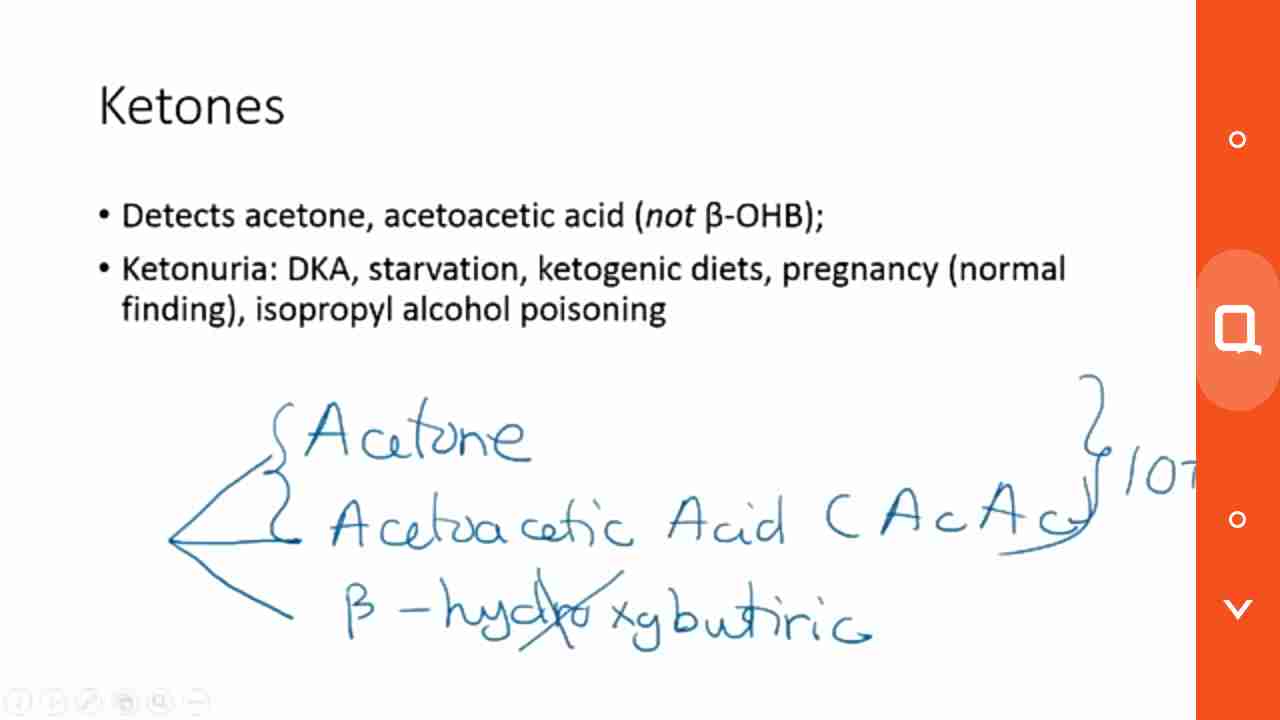 Ketones
• Detects acetone, acetoacetic acid (not β-OHB);
• Ketonuria: DKA, starvation, ketogenic diets, pregnancy (normal
finding), isopropyl alcohol poisoning
Acetone
Acetoacetic Acid (AcAc)
β-hydroxybutiric